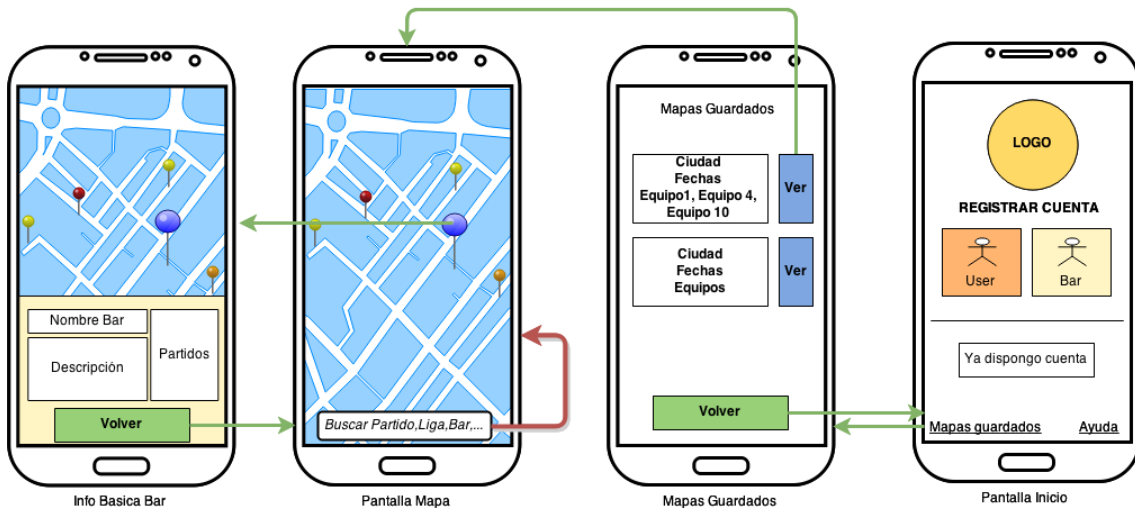 Nombre Bar
Descripción
Partidos
Volver
Info Basica Bar
Buscar Partido,Liga,Bar,...
Pantalla Mapa
Mapas Guardados
Ciudad
Fechas
Equipo1, Equipo 4,
Equipo 10
Ver
Ciudad
Fechas
Equipos
Ver
Volver
Mapas Guardados
LOGO
REGISTRAR CUENTA
User
Bar
Ya dispongo cuenta
Mapas guardados
Ayuda
Pantalla Inicio